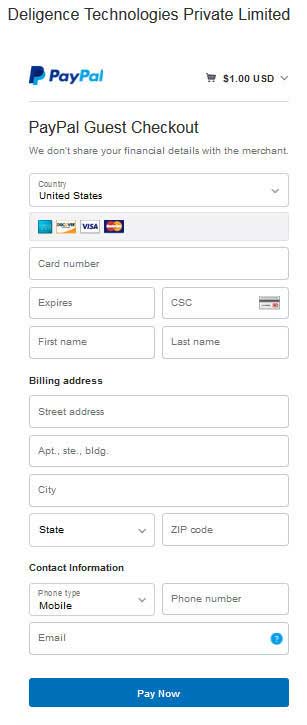 Deligence Technologies Private Limited
PayPal $1.00 USD
PayPal Guest Checkout
We don't share your financial details with the merchant.
Country
United States
DISCOVER VISA MasterCard
Card number
Expires CSC
First name Last name
Billing address
Street address
Apt., ste., bldg.
City
State ZIP code
Contact Information
Phone type
Mobile Phone number
Email ?
Pay Now